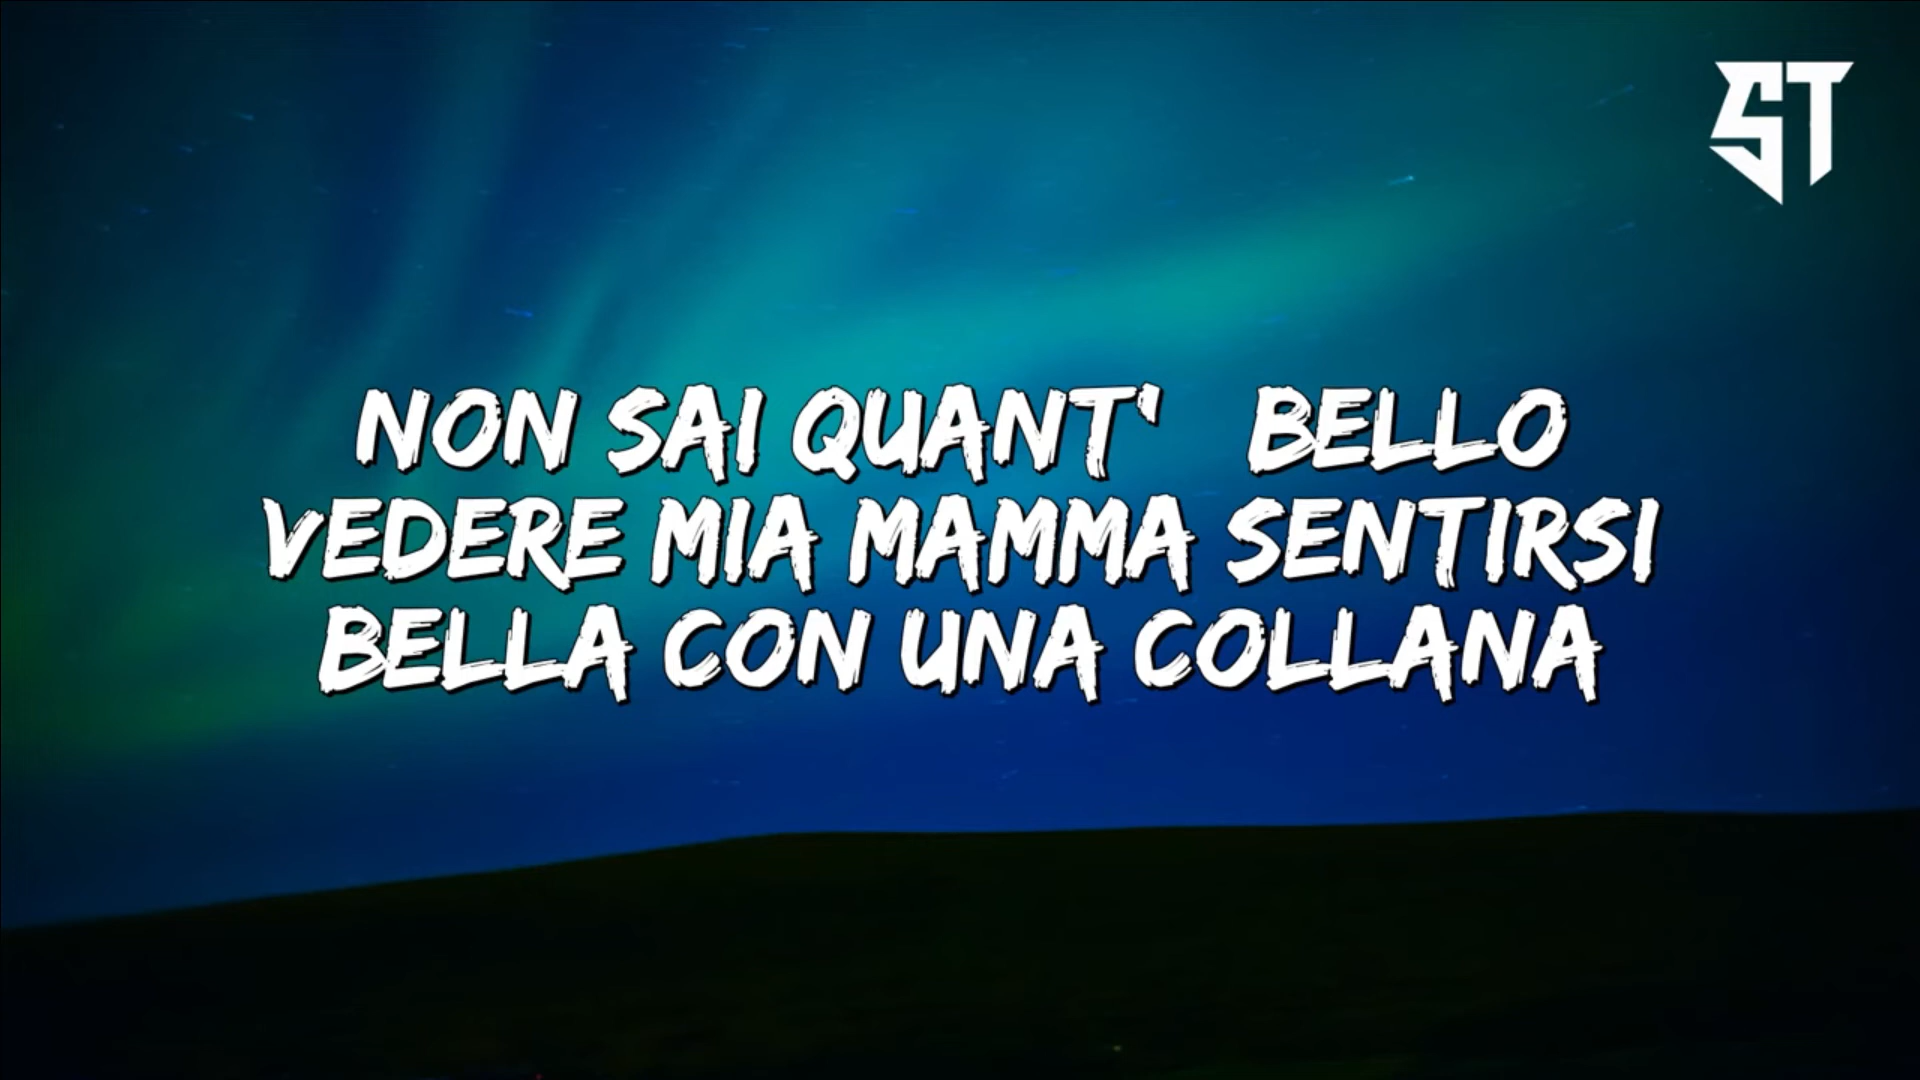 ST
NON SAI QUANT' BELLO
VEDERE MIA MAMMA SENTIRSI
BELLA CON UNA COLLANA